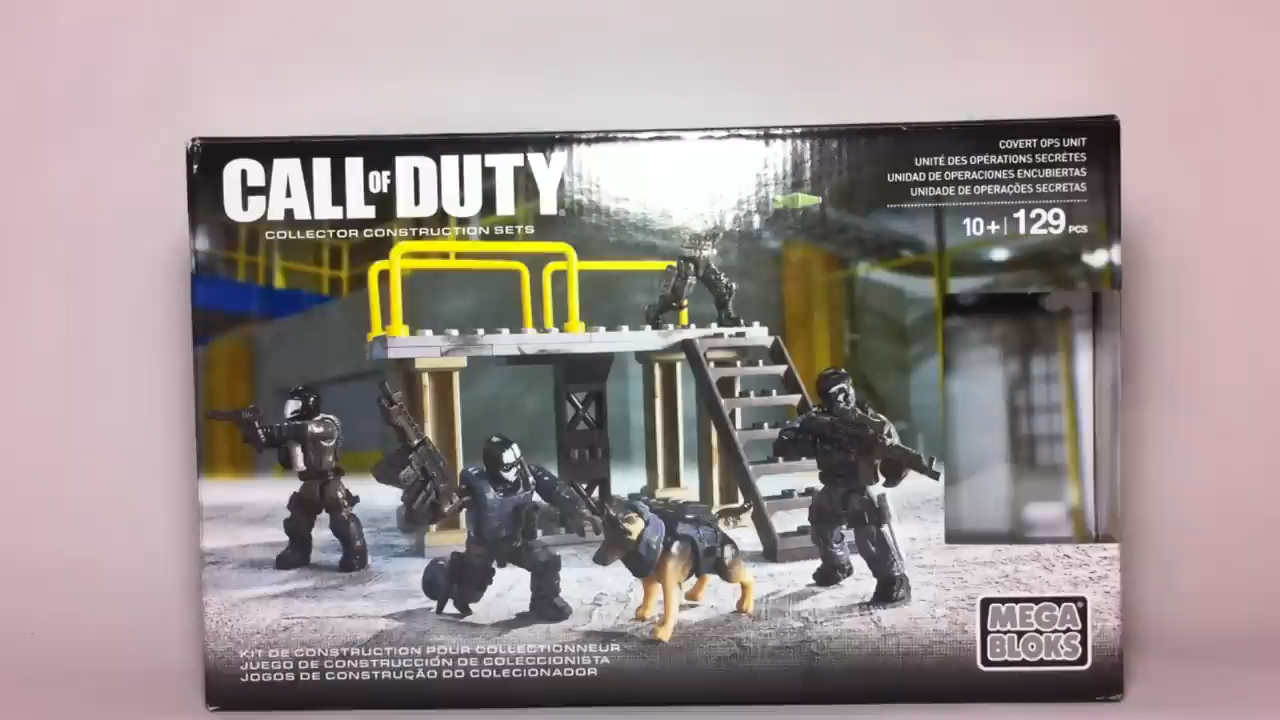 CALL OF DUTY
COLLECTOR CONSTRUCTION SETS
COVERT OPS UNIT
UNITÉ DES OPÉRATIONS SECRÈTES
UNIDAD DE OPERACIONES ENCUBIERTAS
UNIDADE DE OPERAÇÕES SECRETAS
10+ | 129 PCS
KIT DE CONSTRUCTION POUR COLLECTIONNEUR
JUEGO DE CONSTRUCCIÓN DE COLECCIONISTA
JOGOS DE CONSTRUÇÃO DO COLECIONADOR
MEGA
BLOKS